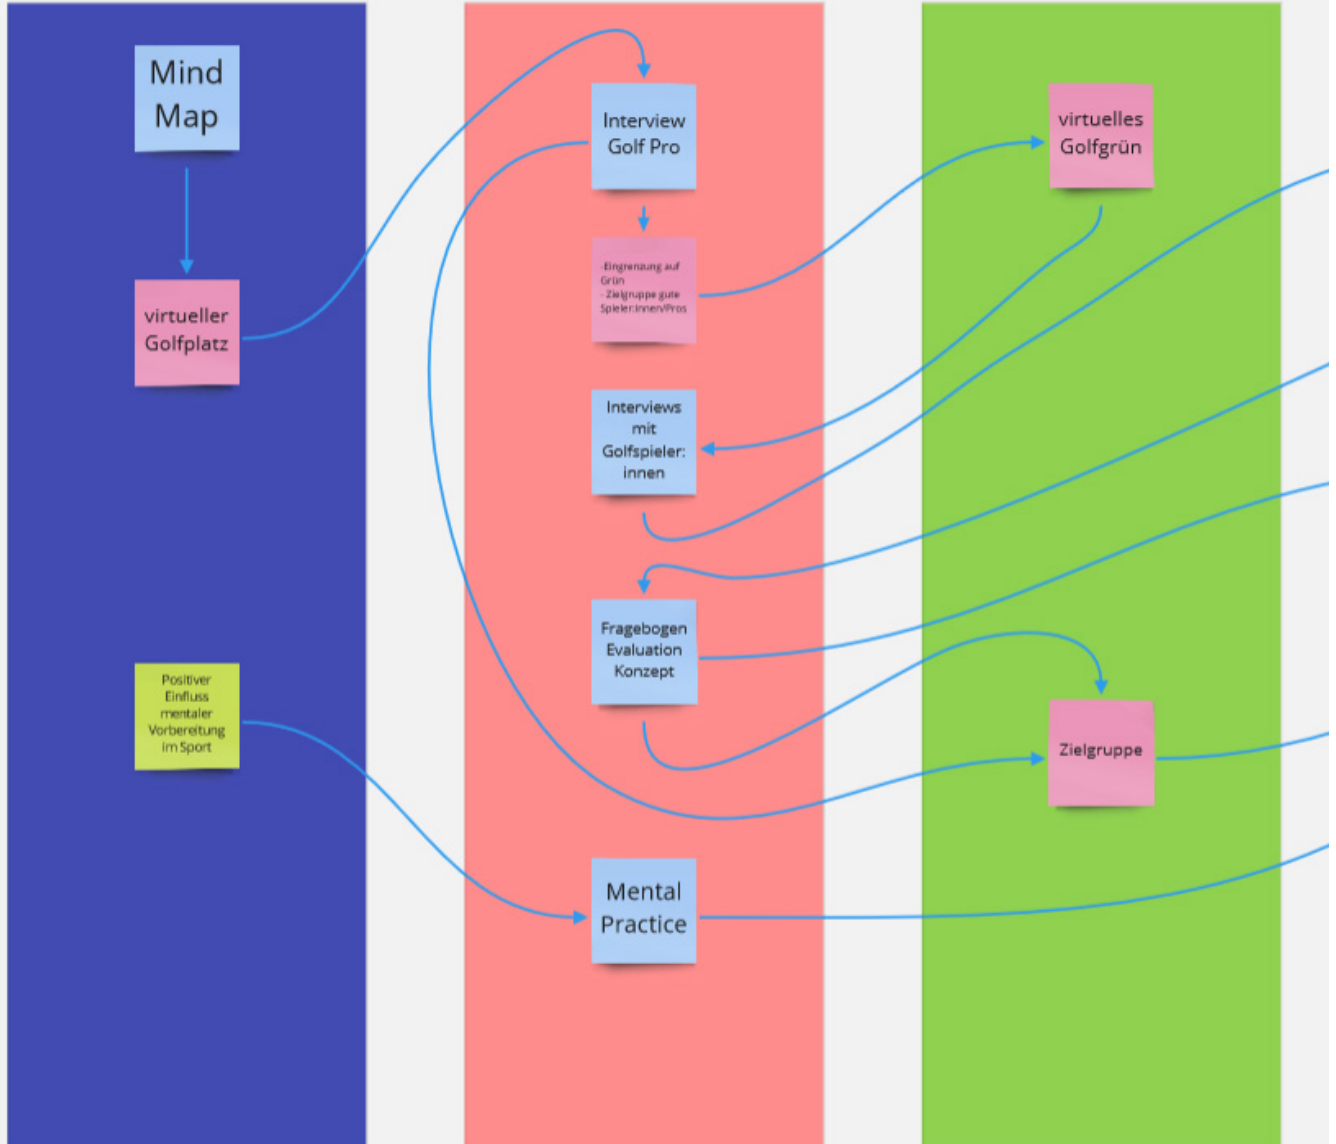 Mind
Map
virtueller
Golfplatz
Positiver
Einfluss
mentaler
Vorbereitung
im Sport
Interview
Golf Pro
-Eingrenzung auf
Grün
- Zielgruppe gute
Spieler:innen/Pros
Interviews
mit
Golfspieler:
innen
Fragebogen
Evaluation
Konzept
Mental
Practice
virtuelles
Golfgrün
Zielgruppe